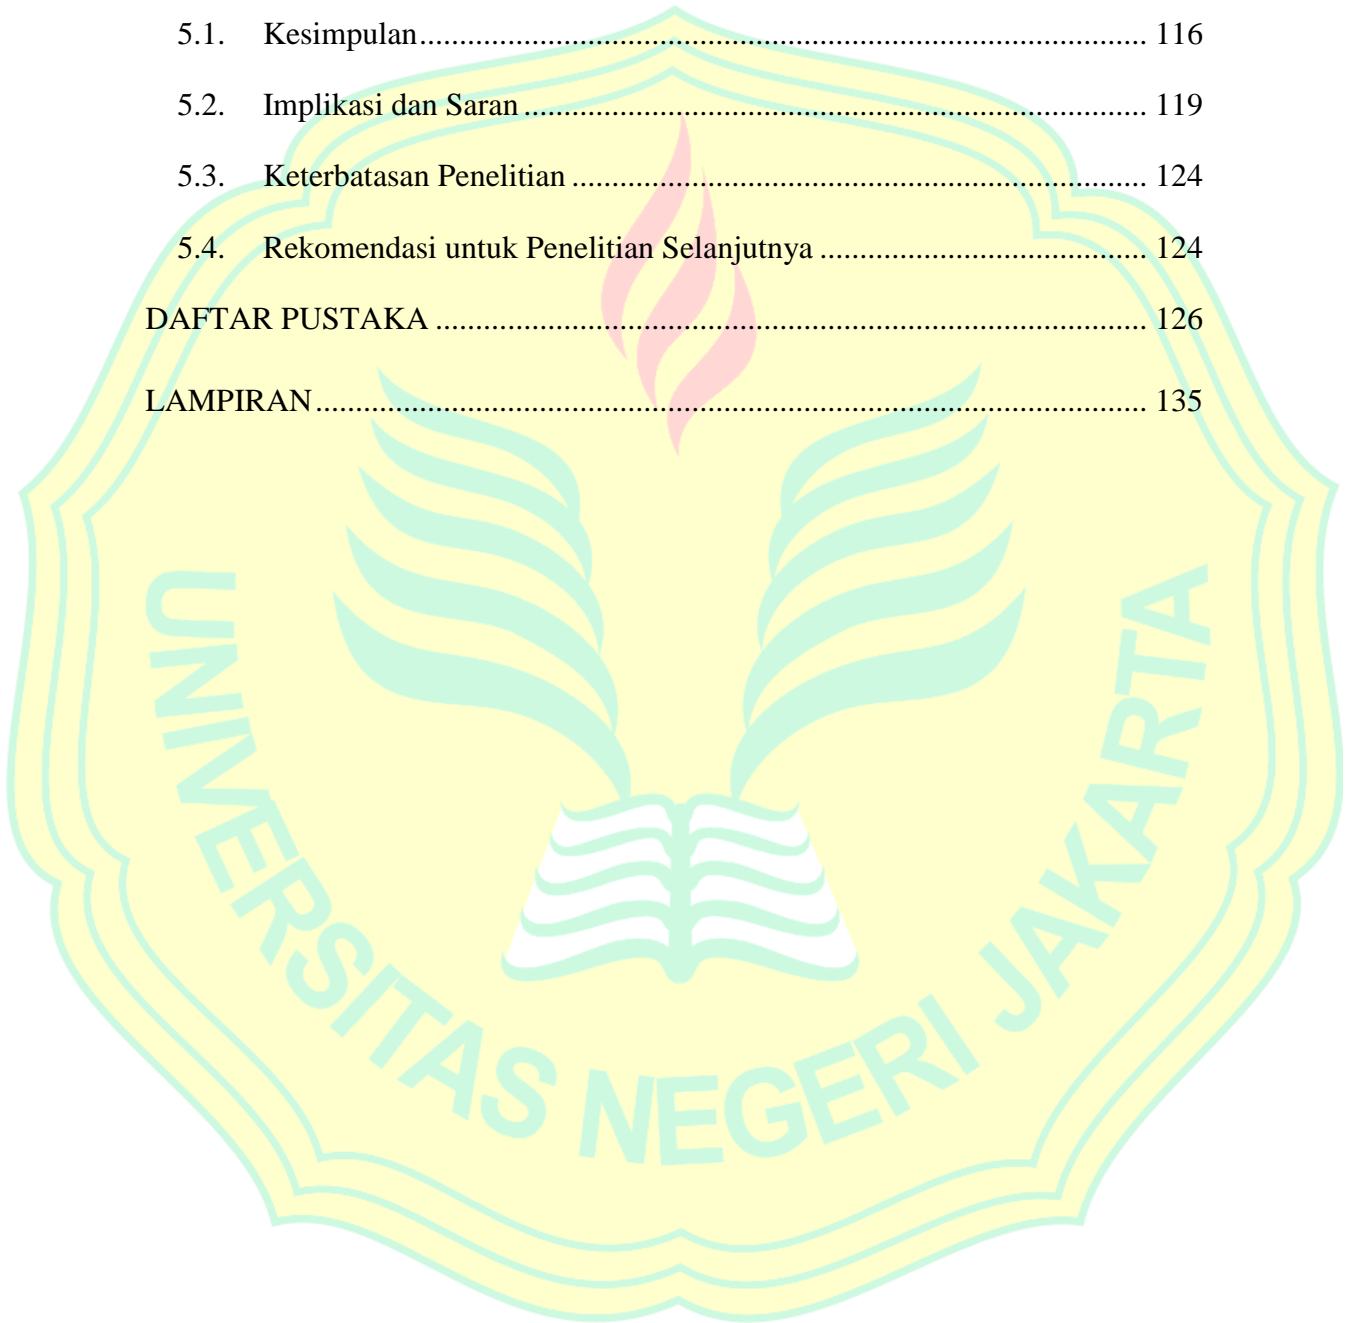 5.1. Kesimpulan........................................................................................... 116
5.2. Implikasi dan Saran .............................................................................. 119
5.3. Keterbatasan Penelitian ........................................................................ 124
5.4. Rekomendasi untuk Penelitian Selanjutnya ......................................... 124
DAFTAR PUSTAKA ......................................................................................... 126
LAMPIRAN........................................................................................................ 135
UNIVERSITAS NEGERI JAKARTA